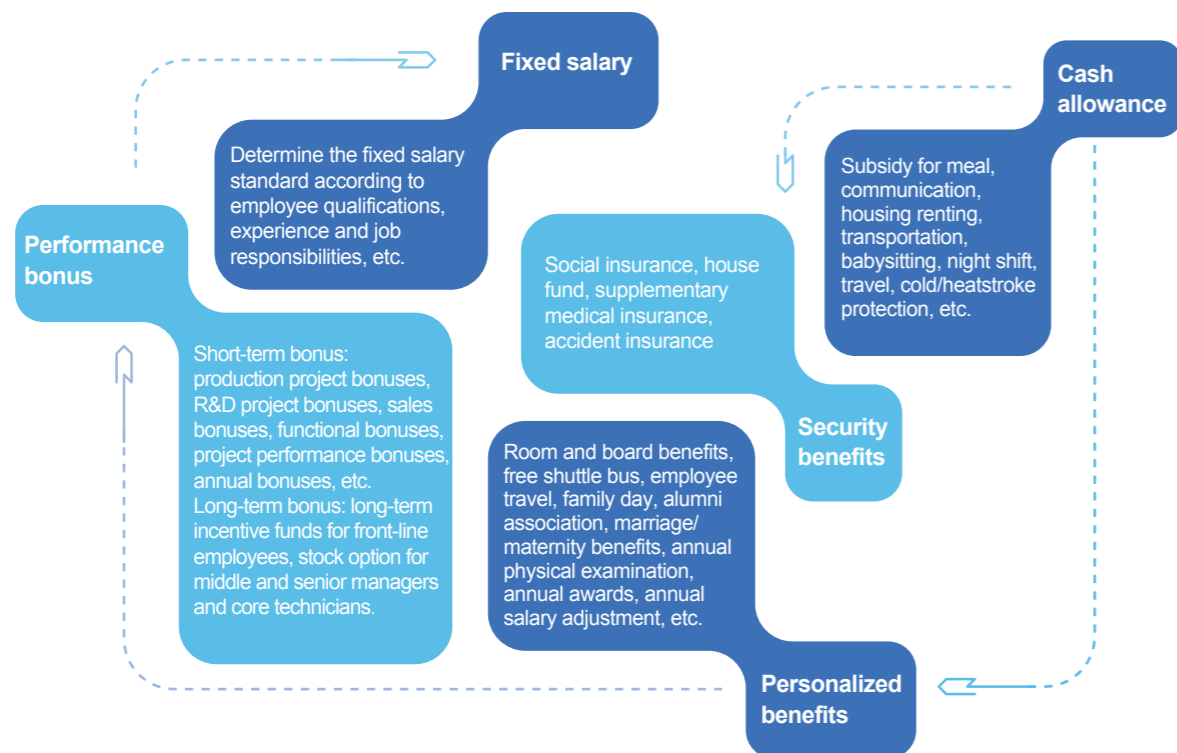 Fixed salary
Determine the fixed salary
standard according to
employee qualifications,
experience and job
responsibilities, etc.
Cash
allowance
Subsidy for meal,
communication,
housing renting,
transportation,
babysitting, night shift,
travel, cold/heatstroke
protection, etc.
Performance
bonus
Short-term bonus:
production project bonuses,
R&D project bonuses, sales
bonuses, functional bonuses,
project performance bonuses,
annual bonuses, etc.
Long-term bonus: long-term
incentive funds for front-line
employees, stock option for
middle and senior managers
and core technicians.
Social insurance, house
fund, supplementary
medical insurance,
accident insurance
Security
benefits
Room and board benefits,
free shuttle bus, employee
travel, family day, alumni
association, marriage/
maternity benefits, annual
physical examination,
annual awards, annual
salary adjustment, etc.
Personalized
benefits